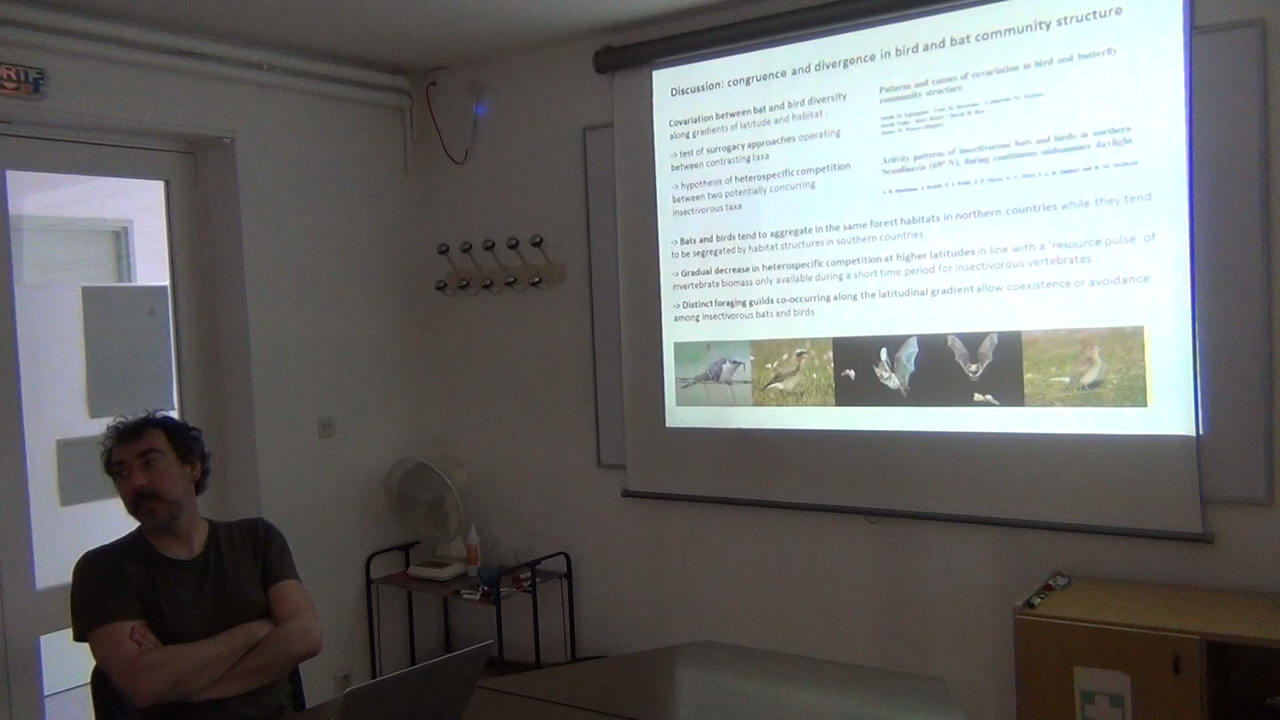 Discussion: congruence and divergence in bird and bat community structure
Covariation between bat and bird diversity
along gradients of latitude and habitat :
-> test of surrogacy approaches operating
between contrasting taxa
-> hypothesis of heterospecific competition
between two potentially concurring
insectivorous taxa
Patterns and causes of covariation in bird and butterfly
community structure
Activity patterns of insectivorous bats and birds in northern
Scandinavia (69° N), during continuous midsummer daylight
-> Bats and birds tend to aggregate in the same forest habitats in northern countries while they tend
to be segregated by habitat structures in southern countries
-> Gradual decrease in heterospecific competition at higher latitudes in line with a 'resource pulse' of
invertebrate biomass only available during a short time period for insectivorous vertebrates
-> Distinct foraging guilds co-occurring along the latitudinal gradient allow coexistence or avoidance
among insectivorous bats and birds